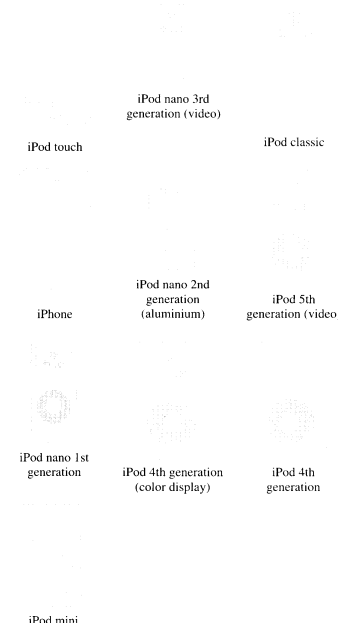 iPod nano 3rd
generation (video)
iPod touch
iPod classic
iPod nano 2nd
generation
(aluminium)
iPhone
iPod 5th
generation (video
iPod nano 1st
generation
iPod 4th generation
(color display)
iPod 4th
generation
iPod mini